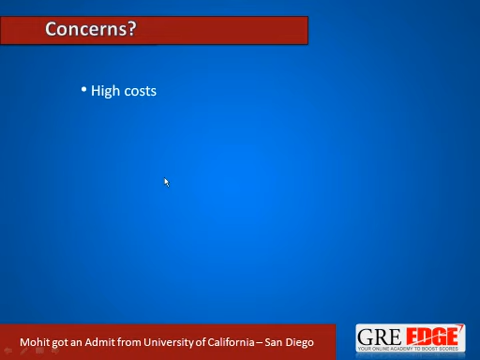 Concerns?
• High costs
Mohit got an Admit from University of California – San Diego
GRE EDGE
YOUR ONLINE ACADEMY TO BOOST SCORES